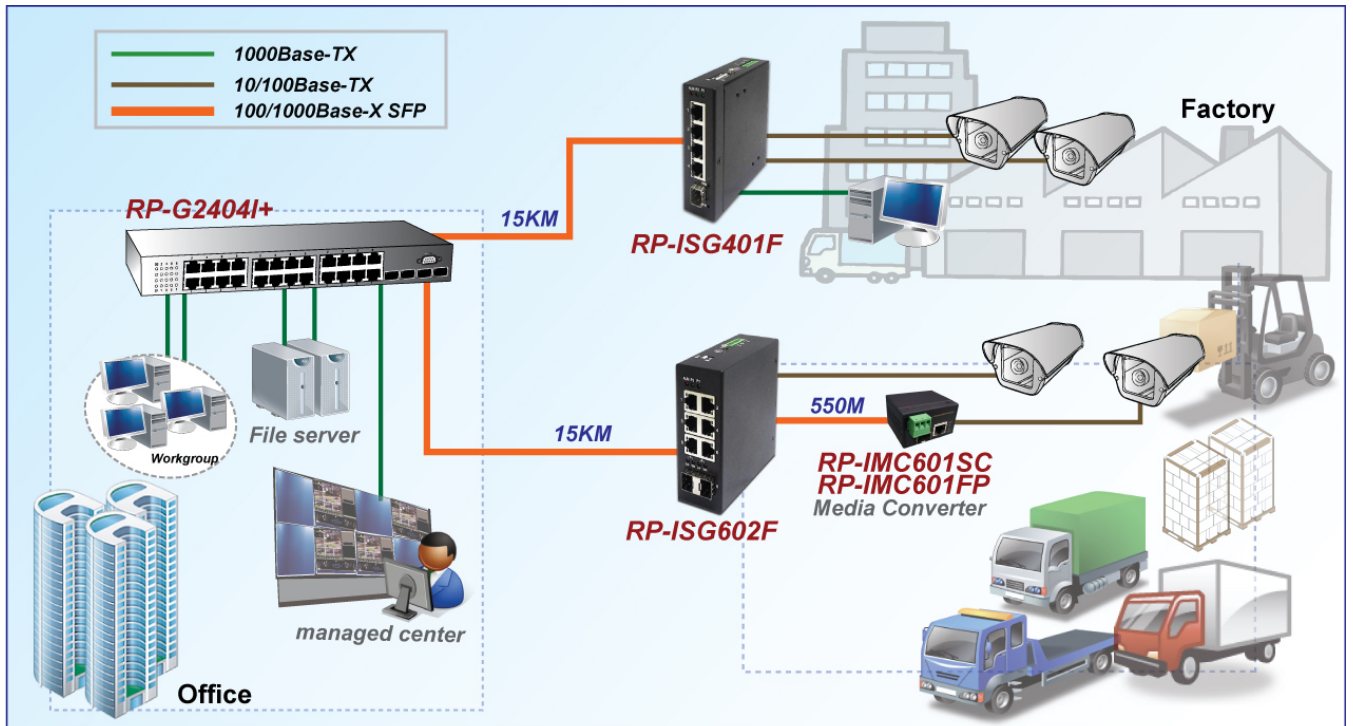 1000Base-TX
10/100Base-TX
100/1000Base-X SFP
Factory
RP-G2404I+
15KM
RP-ISG401F
Workgroup
File server
15KM
550M
RP-IMC601SC
RP-IMC601FP
Media Converter
RP-ISG602F
managed center
Office